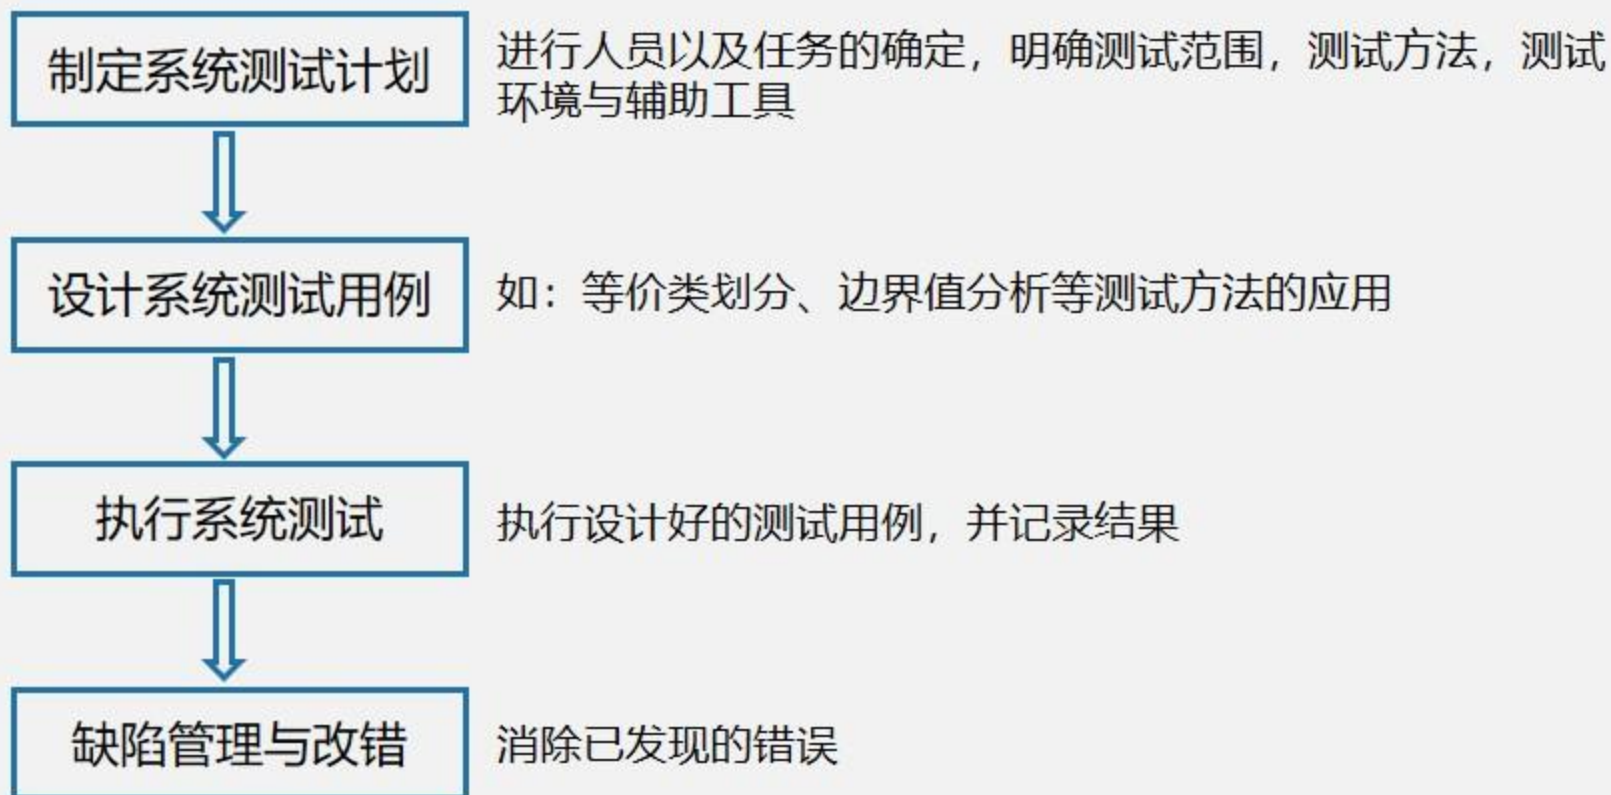 制定系统测试计划
进行人员以及任务的确定，明确测试范围，测试方法，测试
环境与辅助工具
设计系统测试用例
如：等价类划分、边界值分析等测试方法的应用
执行系统测试
执行设计好的测试用例，并记录结果
缺陷管理与改错
消除已发现的错误